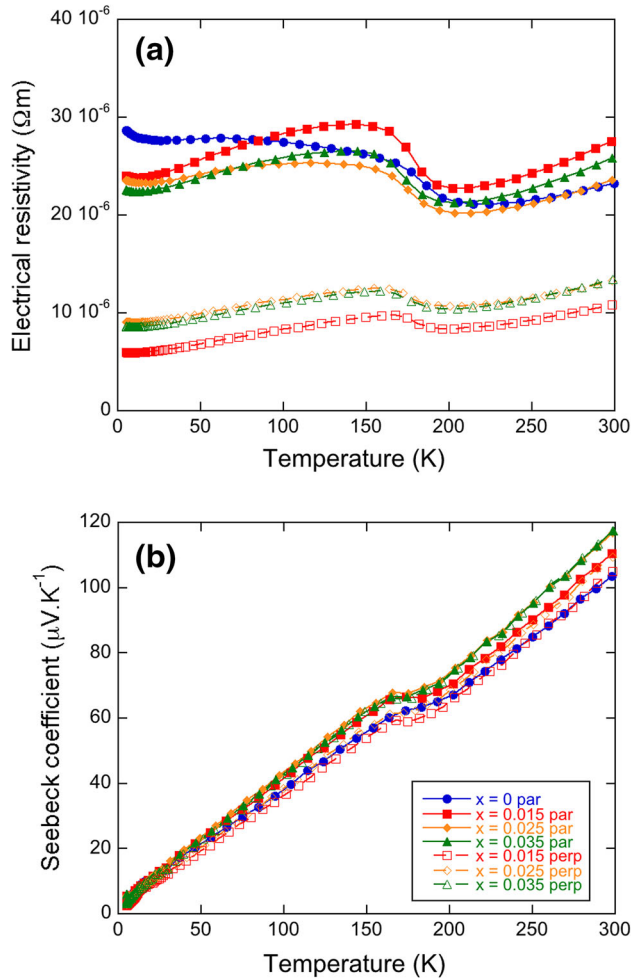 (a)
Electrical resistivity (Ωm)
40 10⁻⁶
30 10⁻⁶
20 10⁻⁶
10 10⁻⁶
0
0 50 100 150 200 250 300
Temperature (K)
(b)
Seebeck coefficient (μV.K⁻¹)
120
100
80
60
40
20
0
x = 0 par
x = 0.015 par
x = 0.025 par
x = 0.035 par
x = 0.015 perp
x = 0.025 perp
x = 0.035 perp
0 50 100 150 200 250 300
Temperature (K)